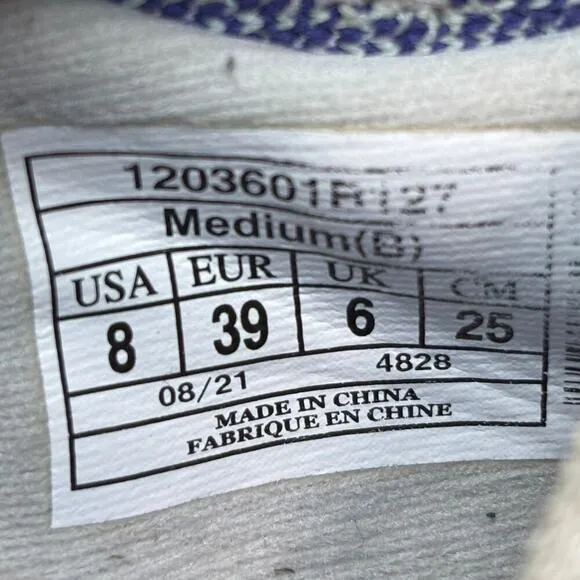 1203601R127
Medium(B)
USA EUR UK CM
8 39 6 25
08/21 4828
MADE IN CHINA
FABRIQUE EN CHINE